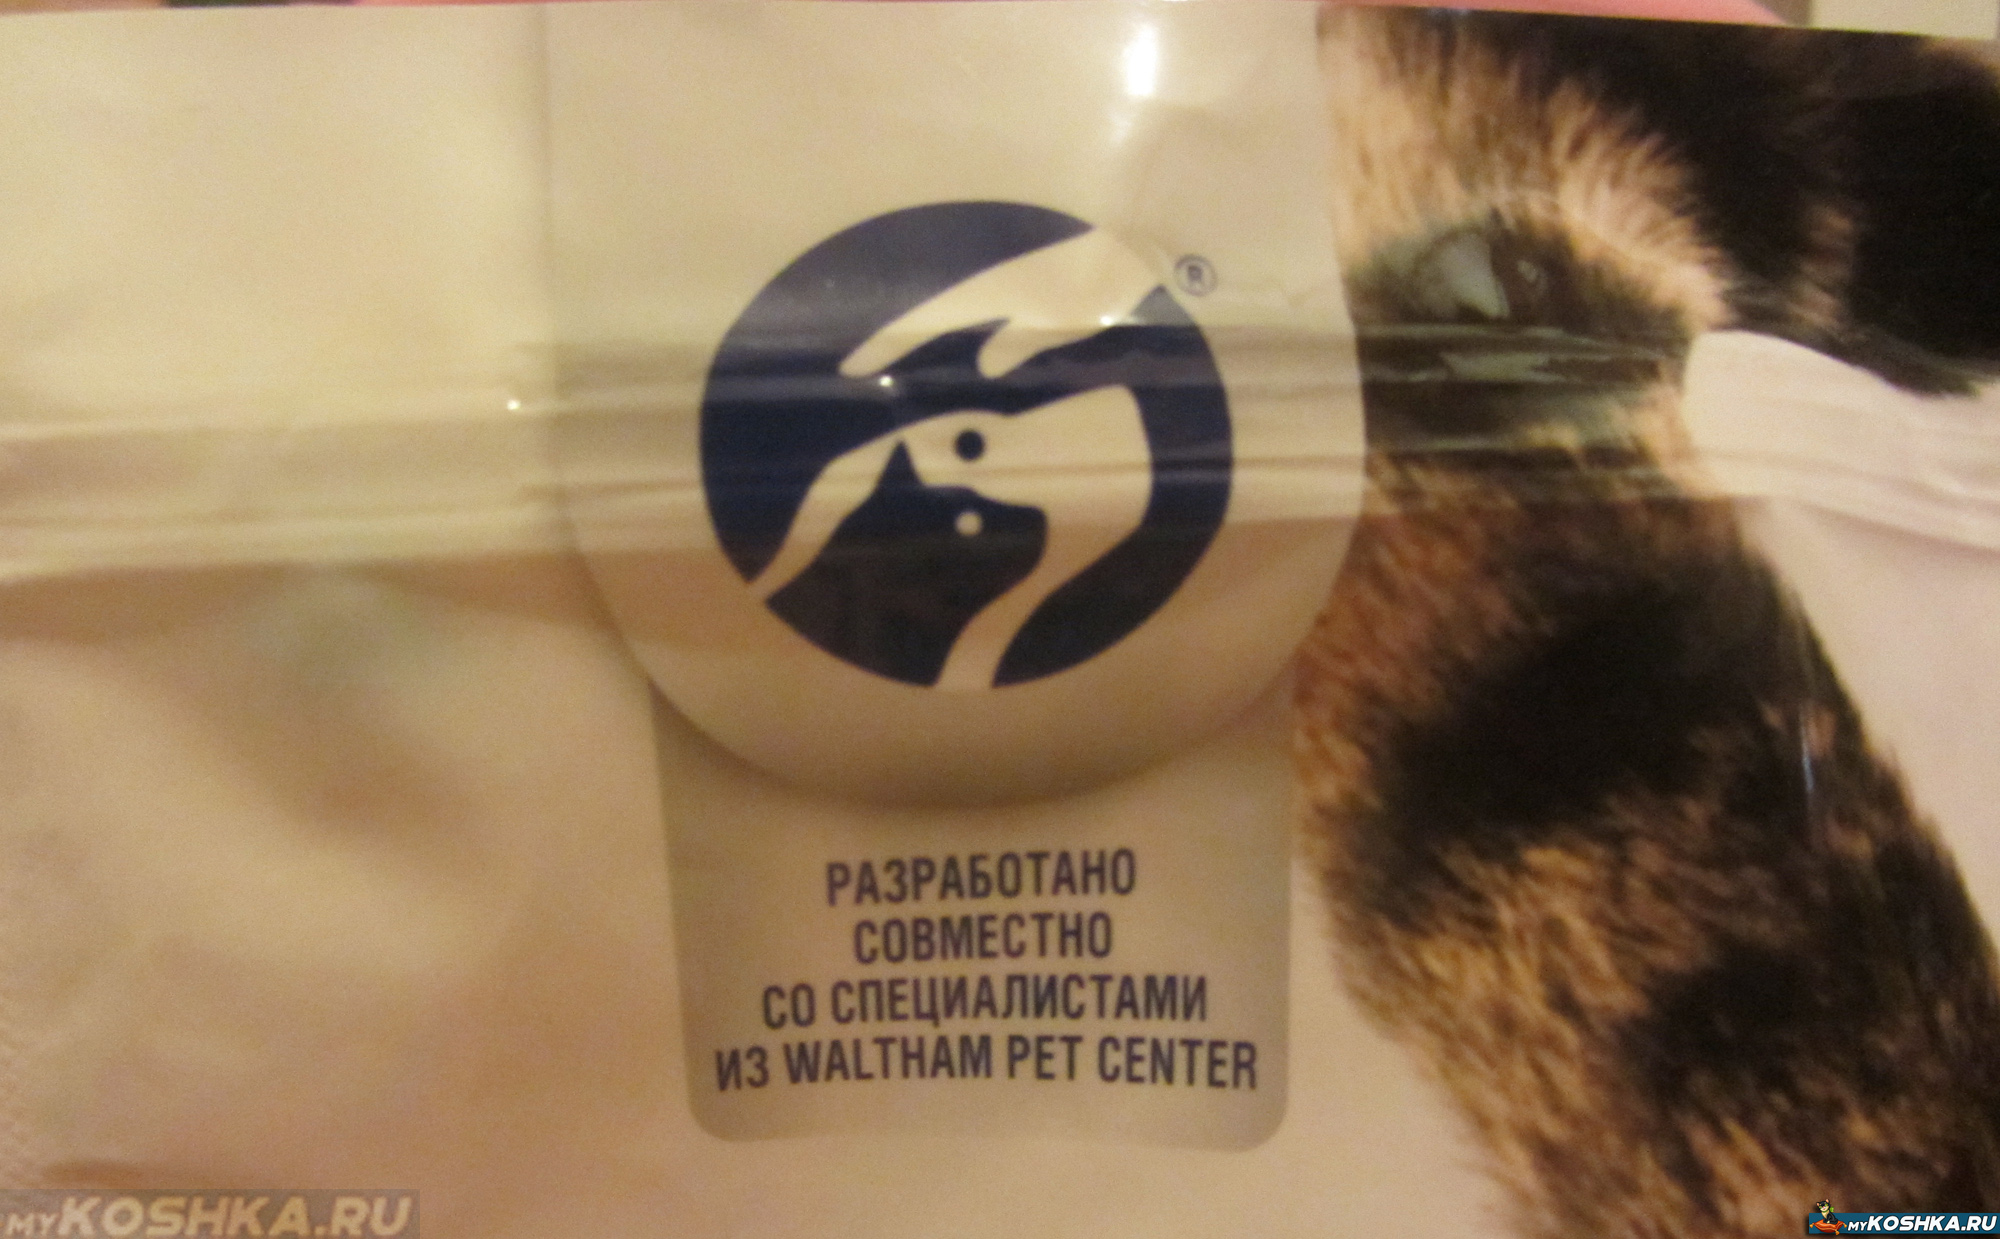 ®
РАЗРАБОТАНО
СОВМЕСТНО
СО СПЕЦИАЛИСТАМИ
ИЗ WALTHAM PET CENTER
MYKOSHKA.RU
MYKOSHKA.RU